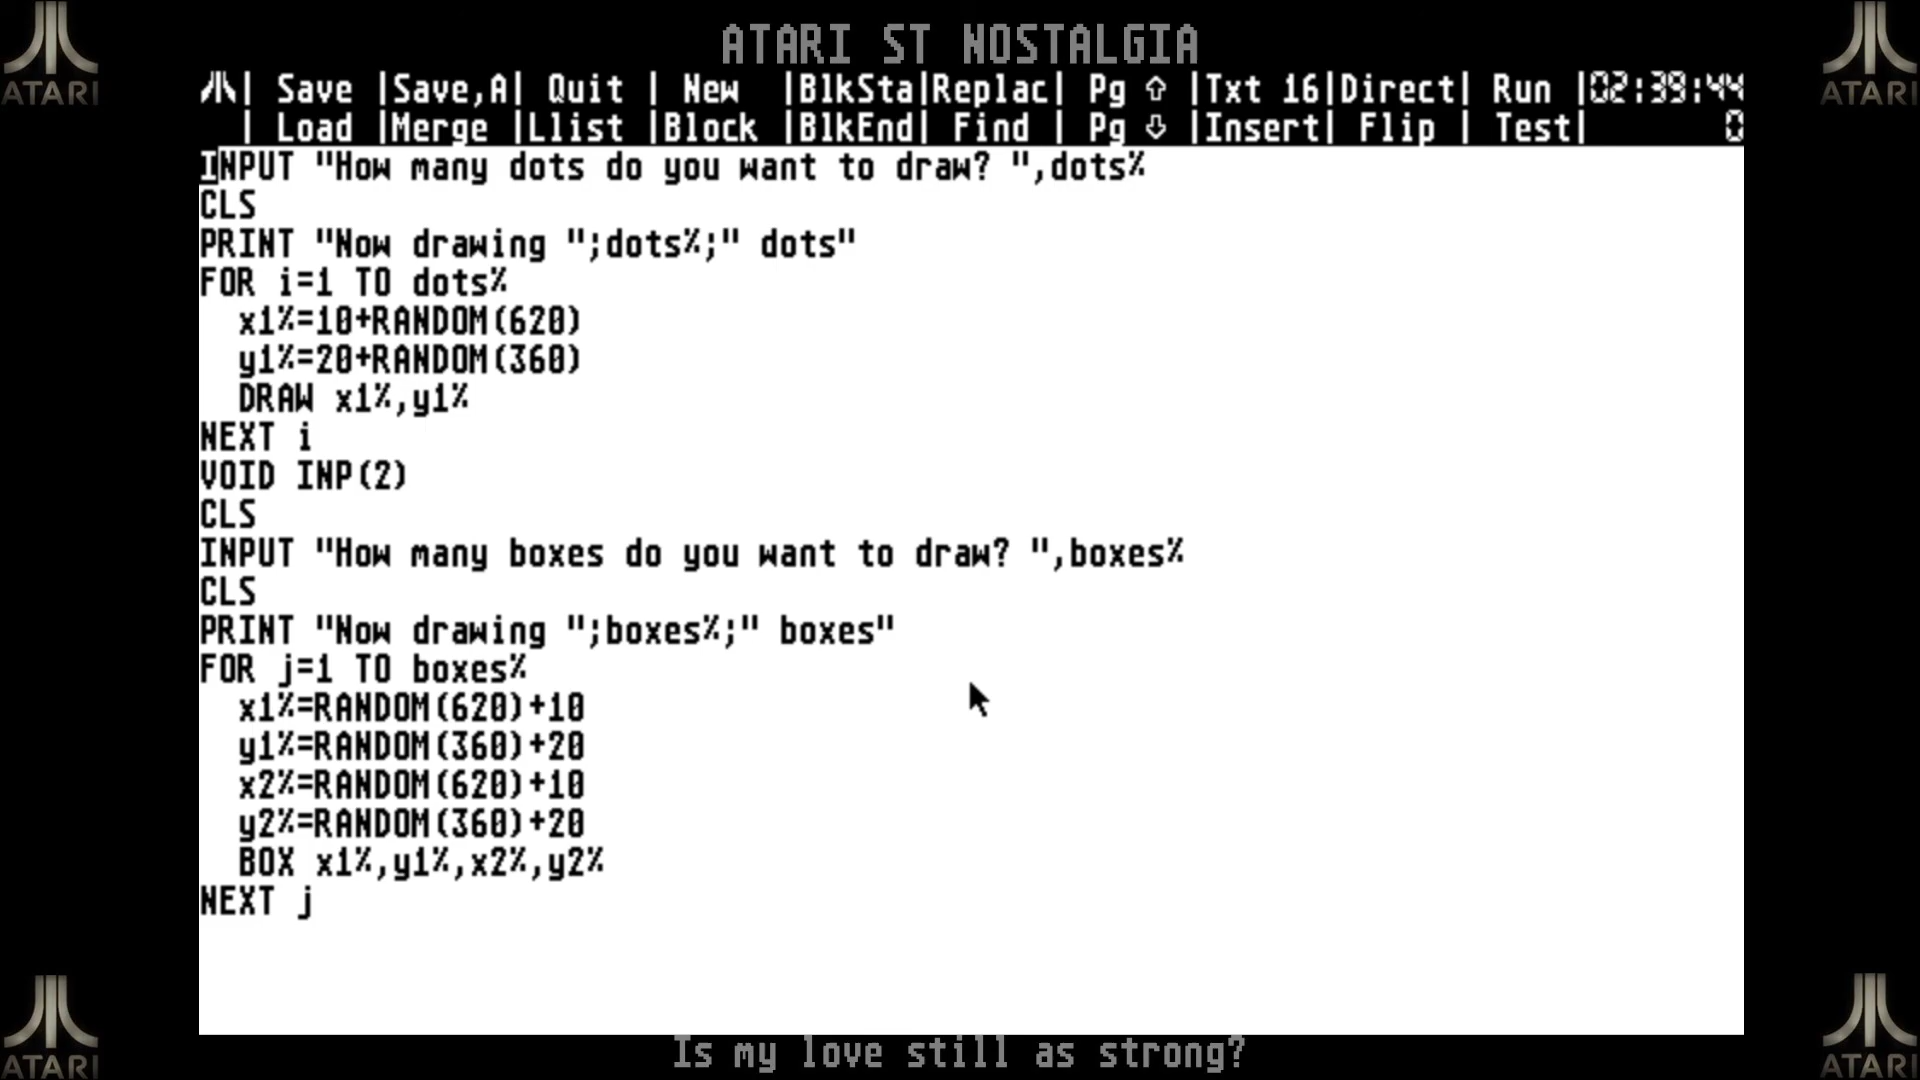 ATARI ST NOSTALGIA
| Save |Save,A| Quit | New |BlkSta|Replac| Pg ⇧ |Txt 16|Direct| Run |02:39:44
| Load |Merge |Llist |Block |BlkEnd| Find | Pg ⇩ |Insert| Flip | Test| 0
INPUT "How many dots do you want to draw? ",dots%
CLS
PRINT "Now drawing ";dots%;" dots"
FOR i=1 TO dots%
  x1%=10+RANDOM(620)
  y1%=20+RANDOM(360)
  DRAW x1%,y1%
NEXT i
VOID INP(2)
CLS
INPUT "How many boxes do you want to draw? ",boxes%
CLS
PRINT "Now drawing ";boxes%;" boxes"
FOR j=1 TO boxes%
  x1%=RANDOM(620)+10
  y1%=RANDOM(360)+20
  x2%=RANDOM(620)+10
  y2%=RANDOM(360)+20
  BOX x1%,y1%,x2%,y2%
NEXT j
Is my love still as strong?
ATARI
ATARI
ATARI
ATARI